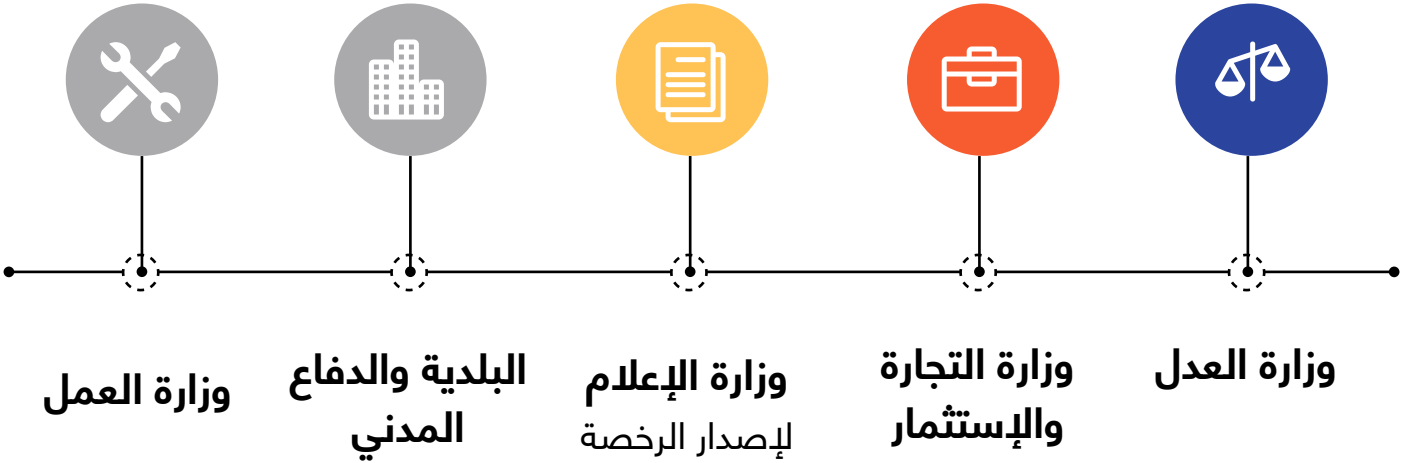 وزارة العدل
وزارة التجارة
والإستثمار
وزارة الإعلام
لإصدار الرخصة
البلدية والدفاع
المدني
وزارة العمل